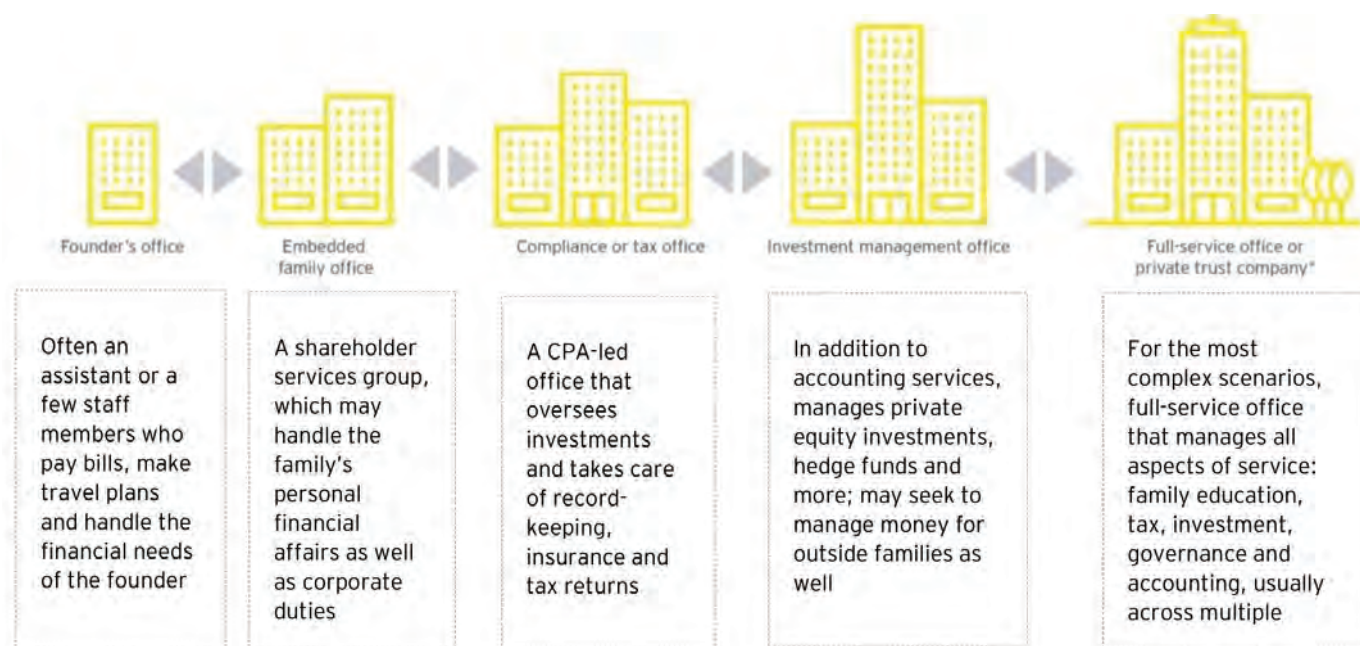 Founder's office
Embedded
family office
Compliance or tax office
Investment management office
Full-service office or
private trust company*
Often an
assistant or a
few staff
members who
pay bills, make
travel plans
and handle the
financial needs
of the founder
A shareholder
services group,
which may
handle the
family's
personal
financial
affairs as well
as corporate
duties
A CPA-led
office that
oversees
investments
and takes care
of record-
keeping,
insurance and
tax returns
In addition to
accounting services,
manages private
equity investments,
hedge funds and
more; may seek to
manage money for
outside families as
well
For the most
complex scenarios,
full-service office
that manages all
aspects of service:
family education,
tax, investment,
governance and
accounting, usually
across multiple